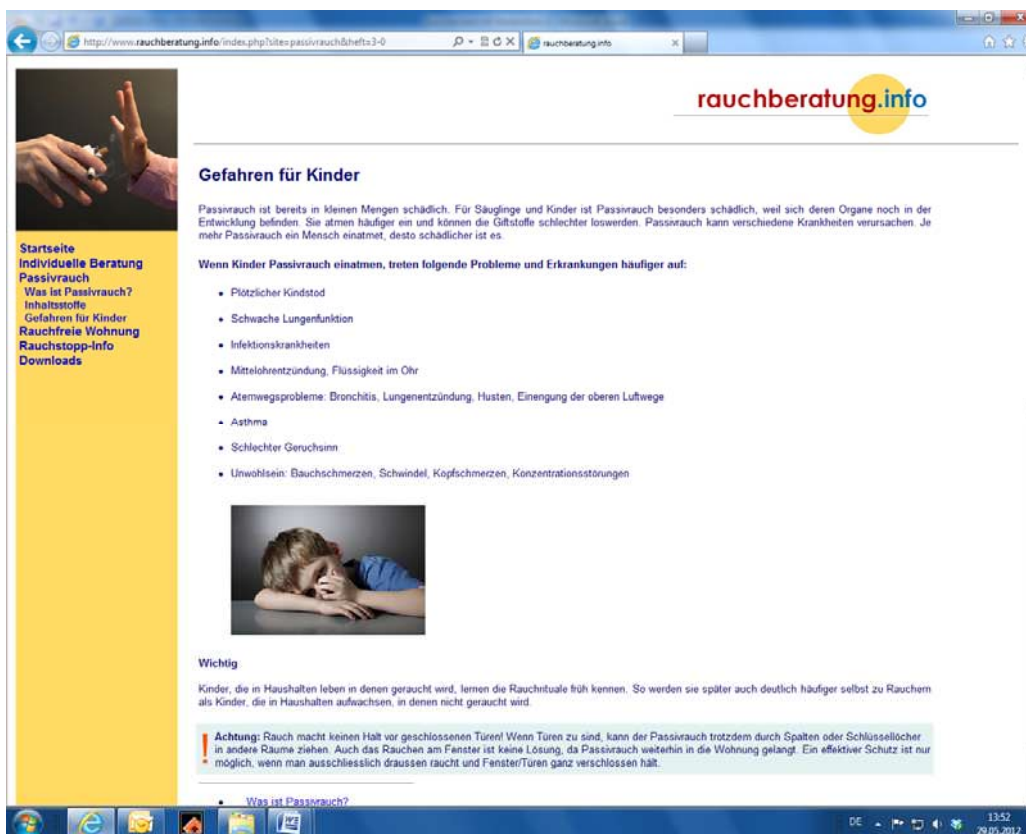 http://www.rauchberatung.info/index.php?site=passivrauch&heft=3-0
rauchberatung.info
rauchberatung.info
Startseite
Individuelle Beratung
Passivrauch
Was ist Passivrauch?
Inhaltsstoffe
Gefahren für Kinder
Rauchfreie Wohnung
Rauchstopp-Info
Downloads
Gefahren für Kinder
Passivrauch ist bereits in kleinen Mengen schädlich. Für Säuglinge und Kinder ist Passivrauch besonders schädlich, weil sich deren Organe noch in der
Entwicklung befinden. Sie atmen häufiger ein und können die Giftstoffe schlechter loswerden. Passivrauch kann verschiedene Krankheiten verursachen. Je
mehr Passivrauch ein Mensch einatmet, desto schädlicher ist es.
Wenn Kinder Passivrauch einatmen, treten folgende Probleme und Erkrankungen häufiger auf:
• Plötzlicher Kindstod
• Schwache Lungenfunktion
• Infektionskrankheiten
• Mittelohrentzündung, Flüssigkeit im Ohr
• Atemwegsprobleme: Bronchitis, Lungenentzündung, Husten, Einengung der oberen Luftwege
• Asthma
• Schlechter Geruchsinn
• Unwohlsein: Bauchschmerzen, Schwindel, Kopfschmerzen, Konzentrationsstörungen
Wichtig
Kinder, die in Haushalten leben in denen geraucht wird, lernen die Rauchrituale früh kennen. So werden sie später auch deutlich häufiger selbst zu Rauchern
als Kinder, die in Haushalten aufwachsen, in denen nicht geraucht wird.
! Achtung: Rauch macht keinen Halt vor geschlossenen Türen! Wenn Türen zu sind, kann der Passivrauch trotzdem durch Spalten oder Schlüssellöcher
in andere Räume ziehen. Auch das Rauchen am Fenster ist keine Lösung, da Passivrauch weiterhin in die Wohnung gelangt. Ein effektiver Schutz ist nur
möglich, wenn man ausschliesslich draussen raucht und Fenster/Türen ganz verschlossen hält.
• Was ist Passivrauch?
DE
13:52
29.05.2012